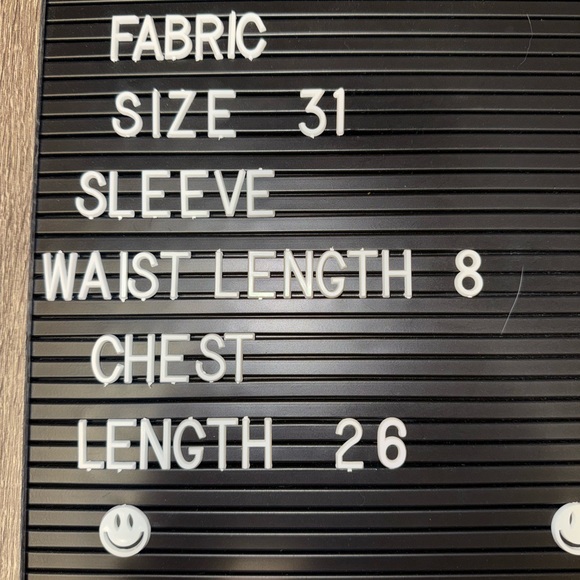 FABRIC
SIZE 31
SLEEVE
WAIST LENGTH 8
CHEST
LENGTH 26